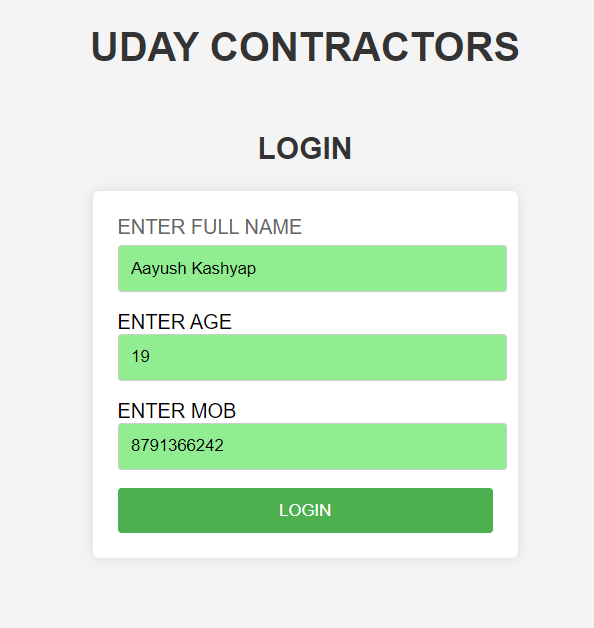 UDAY CONTRACTORS
LOGIN
ENTER FULL NAME
Aayush Kashyap
ENTER AGE
19
ENTER MOB
8791366242
LOGIN